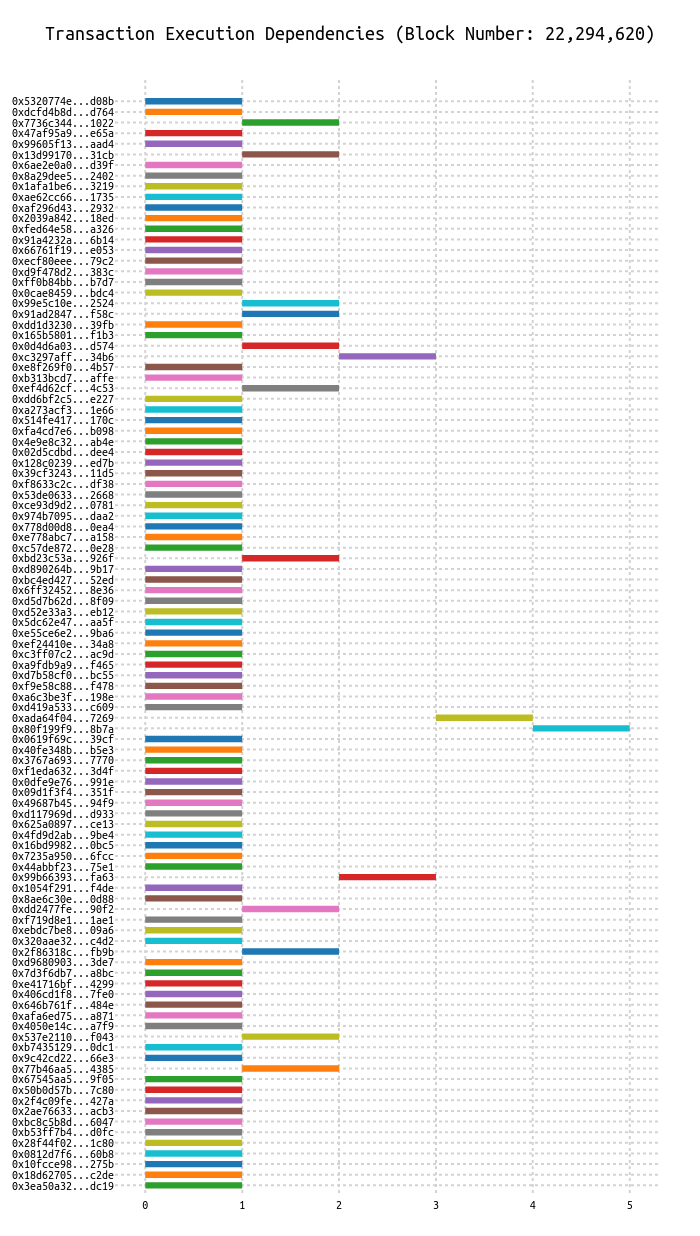 Transaction Execution Dependencies (Block Number: 22,294,620)
0x5320774e...d08b
0xdcfd4b8d...d764
0x7736c344...1022
0x47af95a9...e65a
0x99605f13...aad4
0x13d99170...31cb
0x6ae2e0a0...d39f
0x8a29dee5...2402
0x1afa1be6...3219
0xae62cc66...1735
0xaf296d43...2932
0x2039a842...18ed
0xfed64e58...a326
0x91a4232a...6b14
0x66761f19...e053
0xecf80eee...79c2
0xd9f478d2...383c
0xff0b84bb...b7d7
0x0cae8459...bdc4
0x99e5c10e...2524
0x91ad2847...f58c
0xdd1d3230...39fb
0x165b5801...f1b3
0x0d4d6a03...d574
0xc3297aff...34b6
0xe8f269f0...4b57
0xb313bcd7...affe
0xef4d62cf...4c53
0xdd6bf2c5...e227
0xa273acf3...1e66
0x514fe417...170c
0xfa4cd7e6...b098
0x4e9e8c32...ab4e
0x02d5cdbd...dee4
0x128c0239...ed7b
0x39cf3243...11d5
0xf8633c2c...df38
0x53de0633...2668
0xce93d9d2...0781
0x974b7095...daa2
0x778d00d8...0ea4
0xe778abc7...a158
0xc57de872...0e28
0xbd23c53a...926f
0xd890264b...9b17
0xbc4ed427...52ed
0x6ff32452...8e36
0xd5d7b62d...8f09
0xd52e33a3...eb12
0x5dc62e47...aa5f
0xe55ce6e2...9ba6
0xef24410e...34a8
0xc3ff07c2...ac9d
0xa9fdb9a9...f465
0xd7b58cf0...bc55
0xf9e58c88...f478
0xa6c3be3f...198e
0xd419a533...c609
0xada64f04...7269
0x80f199f9...8b7a
0x0619f69c...39cf
0x40fe348b...b5e3
0x3767a693...7770
0xf1eda632...3d4f
0x0dfe9e76...991e
0x09d1f3f4...351f
0x49687b45...94f9
0xd117969d...d933
0x625a0897...ce13
0x4fd9d2ab...9be4
0x16bd9982...0bc5
0x7235a950...6fcc
0x44abbf23...75e1
0x99b66393...fa63
0x1054f291...f4de
0x8ae6c30e...0d88
0xdd2477fe...90f2
0xf719d8e1...1ae1
0xebdc7be8...09a6
0x320aae32...c4d2
0x2f86318c...fb9b
0xd9680903...3de7
0x7d3f6db7...a8bc
0xe41716bf...4299
0x406cd1f8...7fe0
0x646b761f...484e
0xafa6ed75...a871
0x4050e14c...a7f9
0x537e2110...f043
0xb7435129...0dc1
0x9c42cd22...66e3
0x77b46aa5...4385
0x67545aa5...9f05
0x50b0d57b...7c80
0x2f4c09fe...427a
0x2ae76633...acb3
0xbc8c5b8d...6047
0xb53ff7b4...d0fc
0x28f44f02...1c80
0x0812d7f6...60b8
0x10fcce98...275b
0x18d62705...c2de
0x3ea50a32...dc19
0 1 2 3 4 5